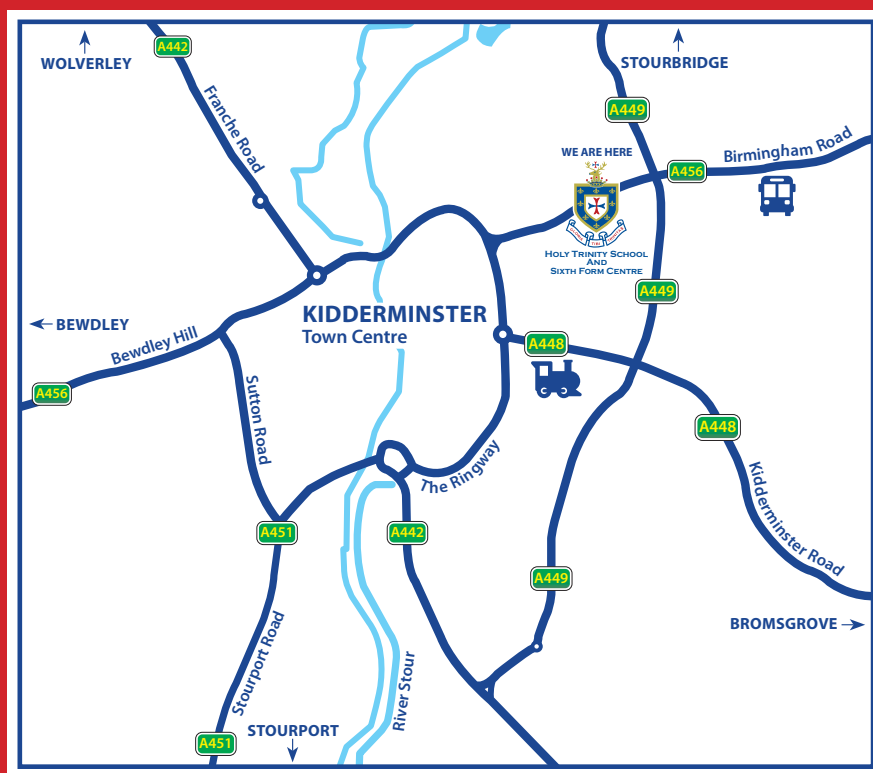 WOLVERLEY
A442
STOURBRIDGE
Franche Road
A449
WE ARE HERE
Birmingham Road
A456
HOLY TRINITY SCHOOL
AND
SIXTH FORM CENTRE
A449
KIDDERMINSTER
Town Centre
BEWDLEY
Bewdley Hill
A448
A456
Sutton Road
A448
The Ringway
Kidderminster Road
A451
A442
A449
BROMSGROVE
Stourport Road
River Stour
STOURPORT
A451